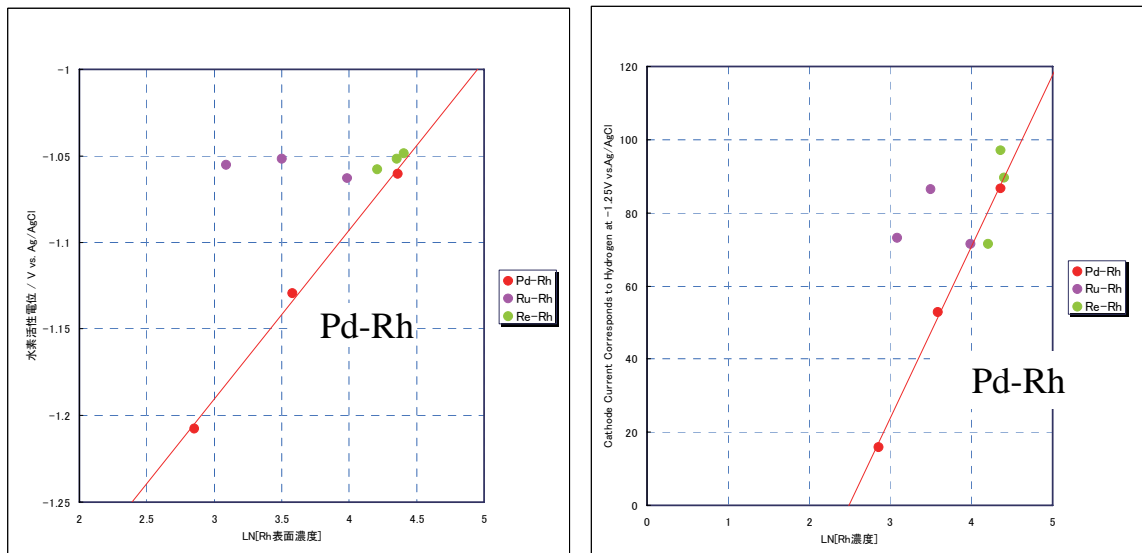 -1
-1.05
-1.1
-1.15
-1.2
-1.25
水素活性電位 / V vs. Ag/AgCl
2
2.5
3
3.5
4
4.5
5
LN[Rh表面濃度]
Pd-Rh
Pd-Rh
Ru-Rh
Re-Rh
120
100
80
60
40
20
0
Cathode Current Corresponds to Hydrogen at -1.25V vs.Ag/AgCl
0
1
2
3
4
5
LN[Rh濃度]
Pd-Rh
Pd-Rh
Ru-Rh
Re-Rh